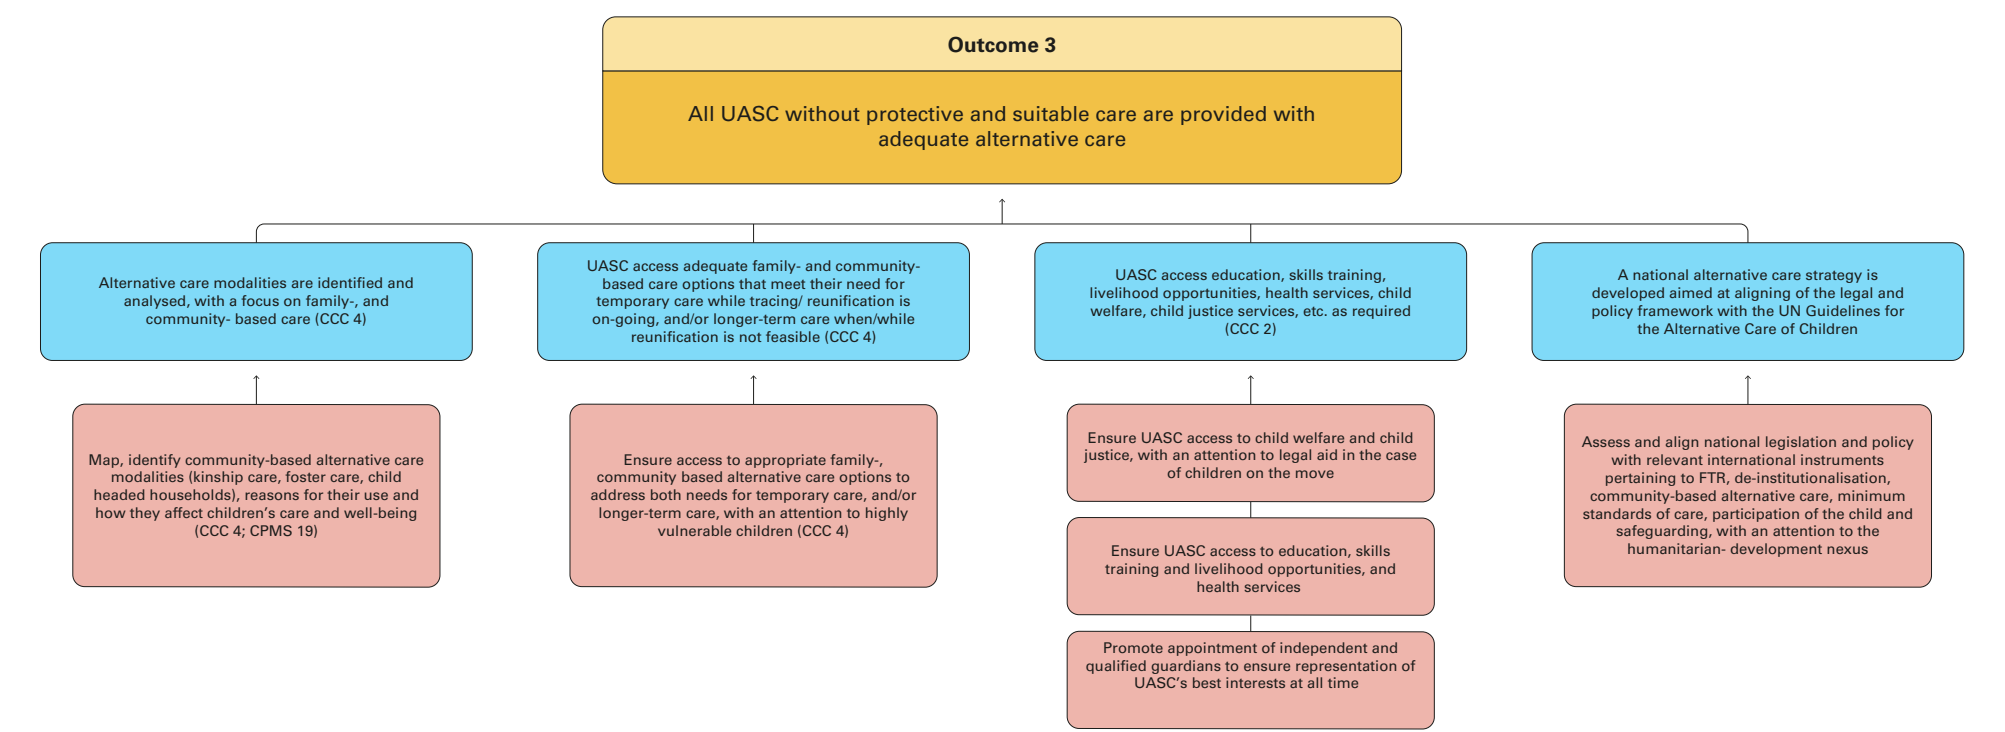 Outcome 3
All UASC without protective and suitable care are provided with
adequate alternative care
Alternative care modalities are identified and
analysed, with a focus on family-, and
community- based care (CCC 4)
UASC access adequate family- and community-
based care options that meet their need for
temporary care while tracing/ reunification is
on-going, and/or longer-term care when/while
reunification is not feasible (CCC 4)
UASC access education, skills training,
livelihood opportunities, health services, child
welfare, child justice services, etc. as required
(CCC 2)
A national alternative care strategy is
developed aimed at aligning of the legal and
policy framework with the UN Guidelines for
the Alternative Care of Children
Map, identify community-based alternative care
modalities (kinship care, foster care, child
headed households), reasons for their use and
how they affect children’s care and well-being
(CCC 4; CPMS 19)
Ensure access to appropriate family-,
community based alternative care options to
address both needs for temporary care, and/or
longer-term care, with an attention to highly
vulnerable children (CCC 4)
Ensure UASC access to child welfare and child
justice, with an attention to legal aid in the case
of children on the move
Ensure UASC access to education, skills
training and livelihood opportunities, and
health services
Promote appointment of independent and
qualified guardians to ensure representation of
UASC’s best interests at all time
Assess and align national legislation and policy
with relevant international instruments
pertaining to FTR, de-institutionalisation,
community-based alternative care, minimum
standards of care, participation of the child and
safeguarding, with an attention to the
humanitarian- development nexus